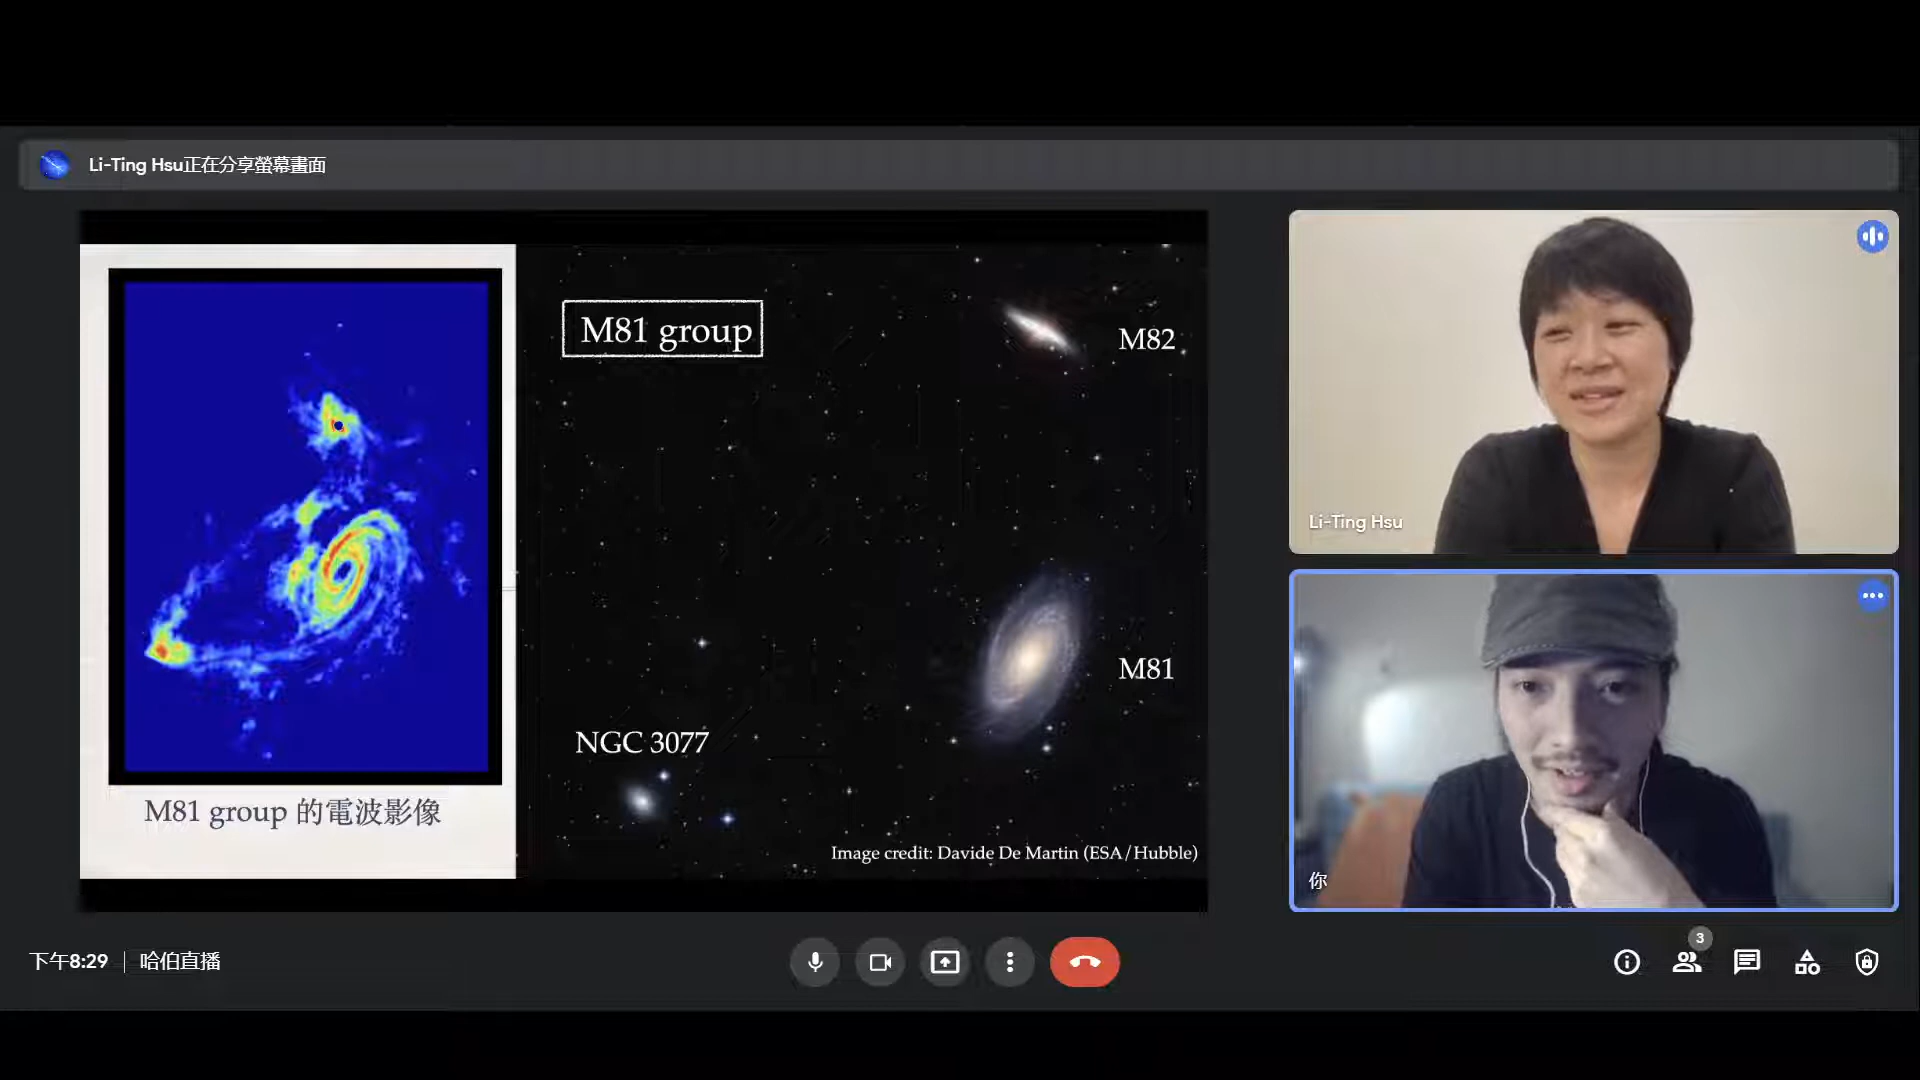 Li-Ting Hsu正在分享螢幕畫面
M81 group
M82
M81
NGC 3077
M81 group 的電波影像
Image credit: Davide De Martin (ESA/Hubble)
Li-Ting Hsu
你
下午8:29
哈伯直播
3